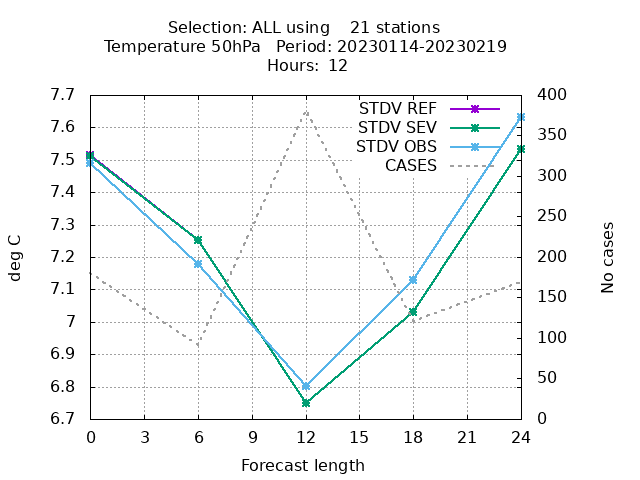 Selection: ALL using    21 stations
Temperature 50hPa   Period: 20230114-20230219
Hours: 12
7.7
7.6
7.5
7.4
7.3
7.2
7.1
7
6.9
6.8
6.7
deg C
STDV REF
STDV SEV
STDV OBS
CASES
400
350
300
250
200
150
100
50
0
No cases
0 3 6 9 12 15 18 21 24
Forecast length